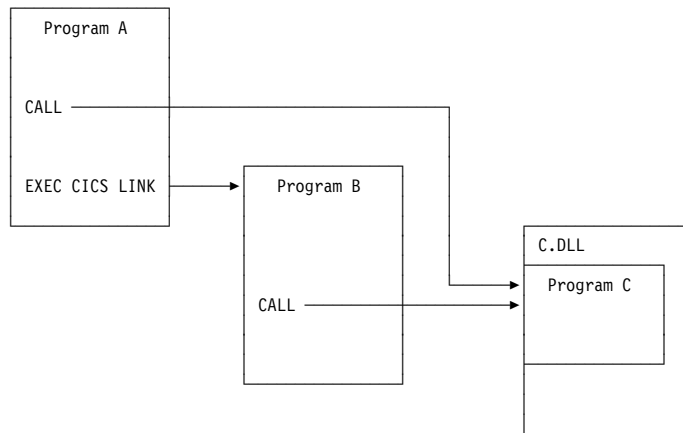 Program A
CALL
EXEC CICS LINK
Program B
CALL
C.DLL
Program C